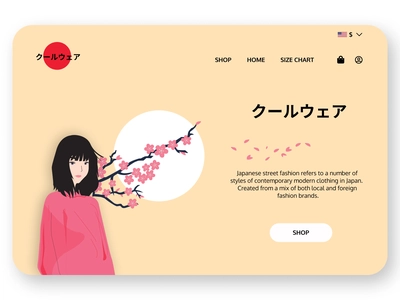 $
クールウェア
SHOP HOME SIZE CHART
クールウェア
Japanese street fashion refers to a number of
styles of contemporary modern clothing in Japan.
Created from a mix of both local and foreign
fashion brands.
SHOP